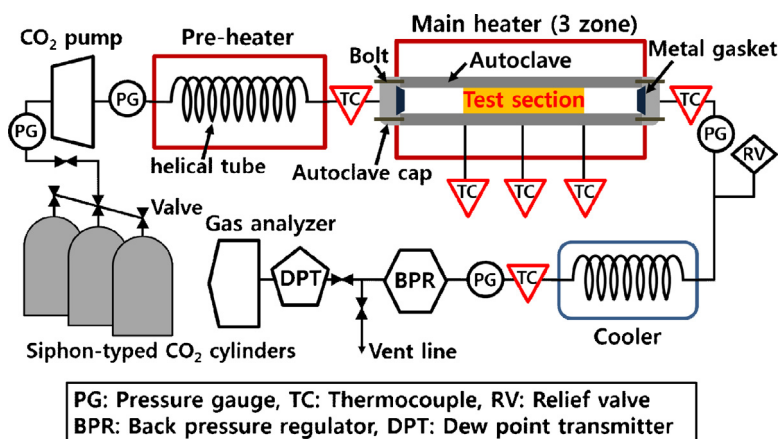 CO₂ pump
Pre-heater
Main heater (3 zone)
Bolt
Autoclave
Metal gasket
PG
PG
TC
Test section
TC
PG
RV
helical tube
Autoclave cap
TC
TC
TC
Valve
Gas analyzer
DPT
BPR
PG
TC
Cooler
Siphon-typed CO₂ cylinders
Vent line
PG: Pressure gauge, TC: Thermocouple, RV: Relief valve
BPR: Back pressure regulator, DPT: Dew point transmitter